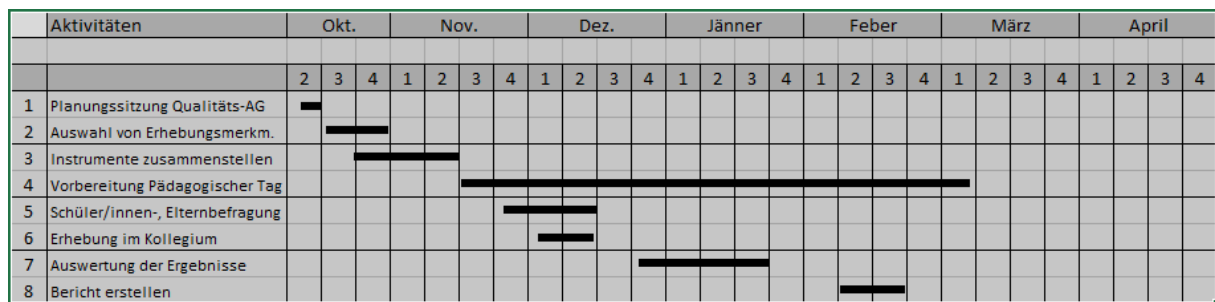 Aktivitäten Okt. Nov. Dez. Jänner Feber März April
2 3 4 1 2 3 4 1 2 3 4 1 2 3 4 1 2 3 4 1 2 3 4 1 2 3 4
1 Planungssitzung Qualitäts-AG
2 Auswahl von Erhebungsmerkm.
3 Instrumente zusammenstellen
4 Vorbereitung Pädagogischer Tag
5 Schüler/innen-, Elternbefragung
6 Erhebung im Kollegium
7 Auswertung der Ergebnisse
8 Bericht erstellen